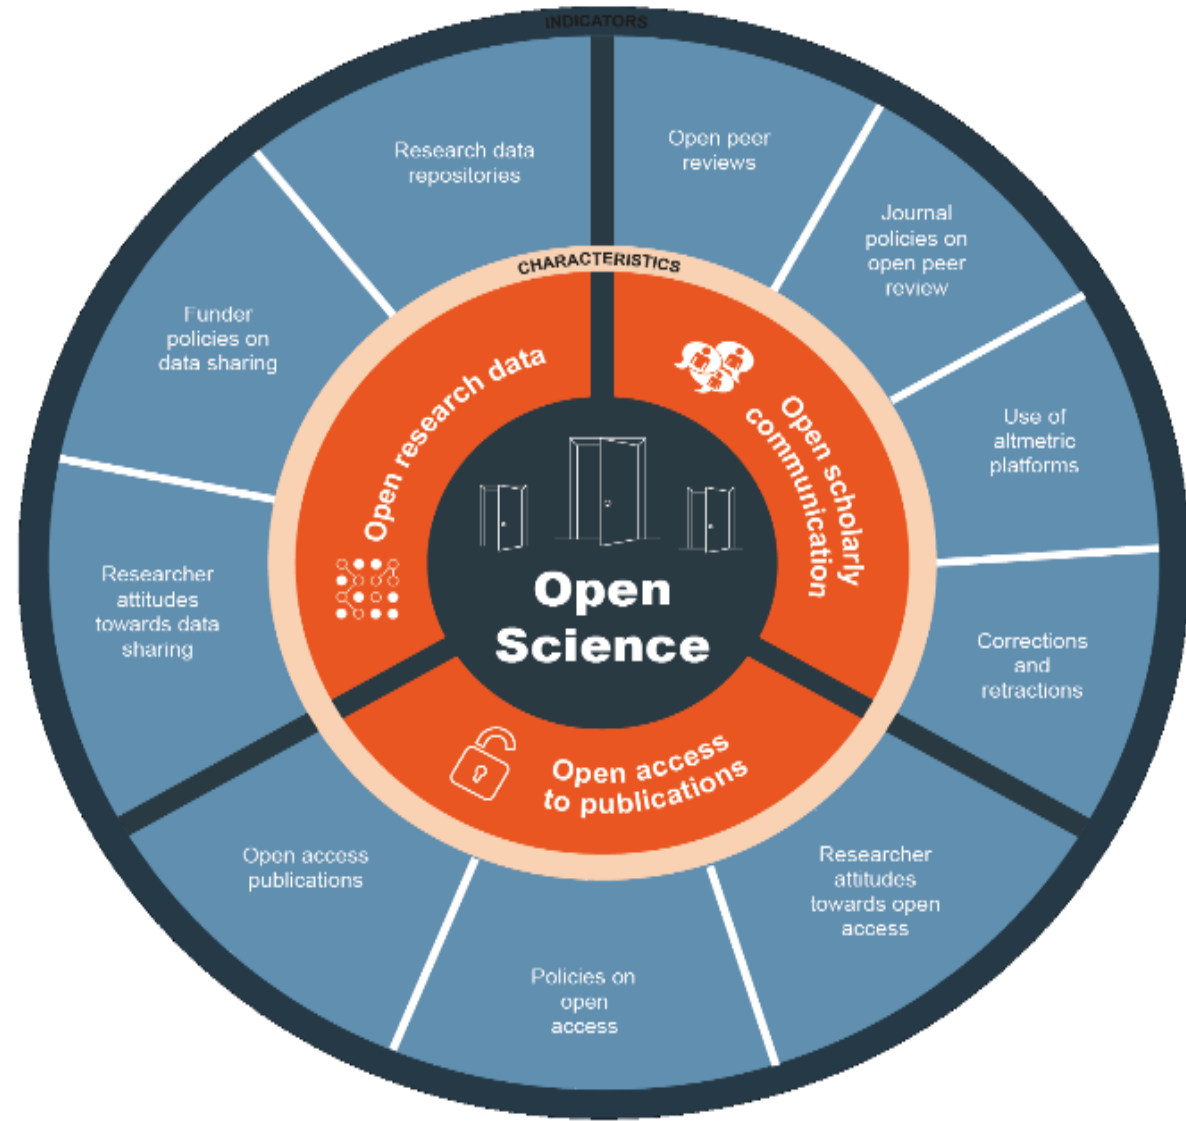 INDICATORS
Research data
repositories
Open peer
reviews
Journal
policies on
open peer
review
Funder
policies on
data sharing
Use of
altmetric
platforms
Researcher
attitudes
towards data
sharing
Corrections
and
retractions
Open access
publications
Researcher
attitudes
towards open
access
Policies on
open
access
CHARACTERISTICS
Open research data
Open scholarly
communication
Open access
to publications
Open
Science